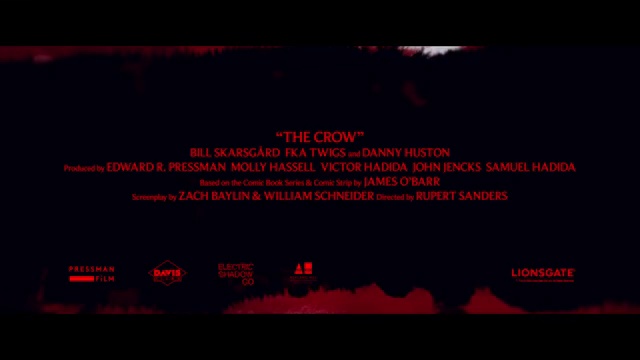 “THE CROW”
BILL SKARSGÅRD FKA TWIGS and DANNY HUSTON
Produced by EDWARD R. PRESSMAN MOLLY HASSELL VICTOR HADIDA JOHN JENCKS SAMUEL HADIDA
Based on the Comic Book Series & Comic Strip by JAMES O'BARR
Screenplay by ZACH BAYLIN & WILLIAM SCHNEIDER Directed by RUPERT SANDERS
PRESSMAN
FILM
DAVIS
ELECTRIC
SHADOW
CO
LIONSGATE